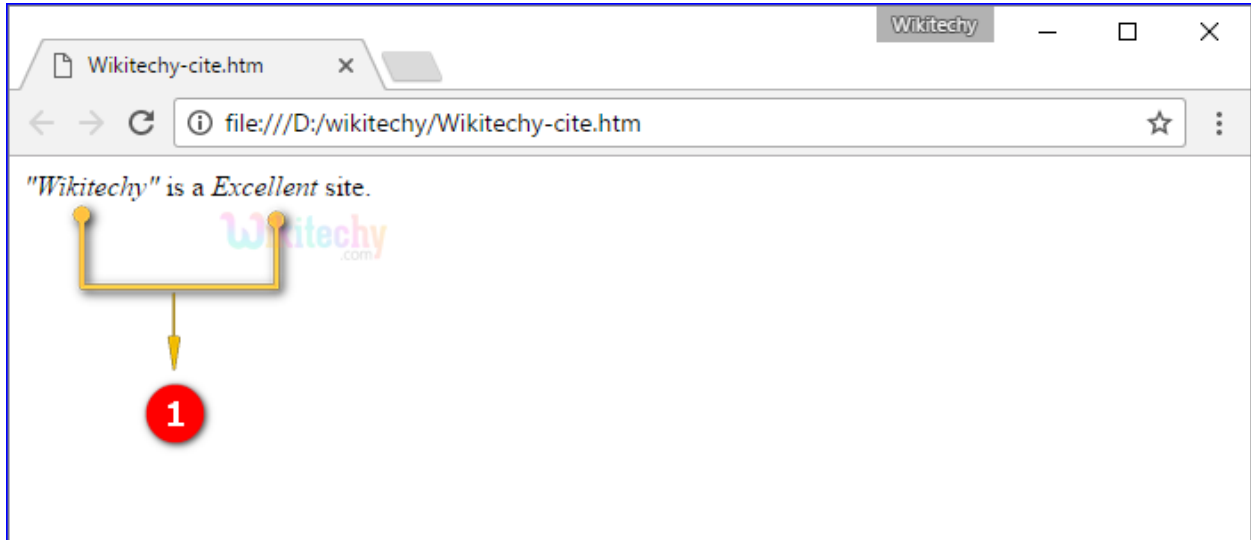 Wikitechy
Wikitechy-cite.htm
file:///D:/wikitechy/Wikitechy-cite.htm
"Wikitechy" is a Excellent site.
Wikitechy
.com
1